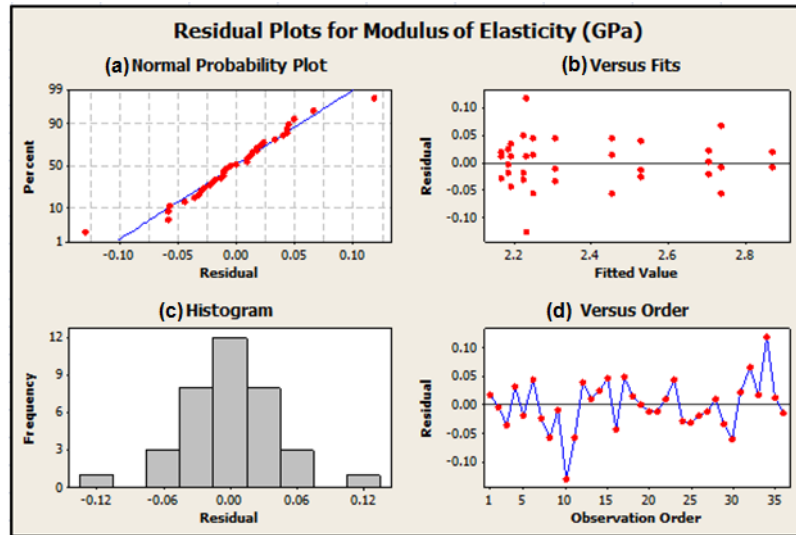 Residual Plots for Modulus of Elasticity (GPa)
(a) Normal Probability Plot
99
90
50
10
1
Percent
-0.10 -0.05 0.00 0.05 0.10
Residual
(b) Versus Fits
0.10
0.05
0.00
-0.05
-0.10
Residual
2.2 2.4 2.6 2.8
Fitted Value
(c) Histogram
12
9
6
3
0
Frequency
-0.12 -0.06 0.00 0.06 0.12
Residual
(d) Versus Order
0.10
0.05
0.00
-0.05
-0.10
Residual
1 5 10 15 20 25 30 35
Observation Order